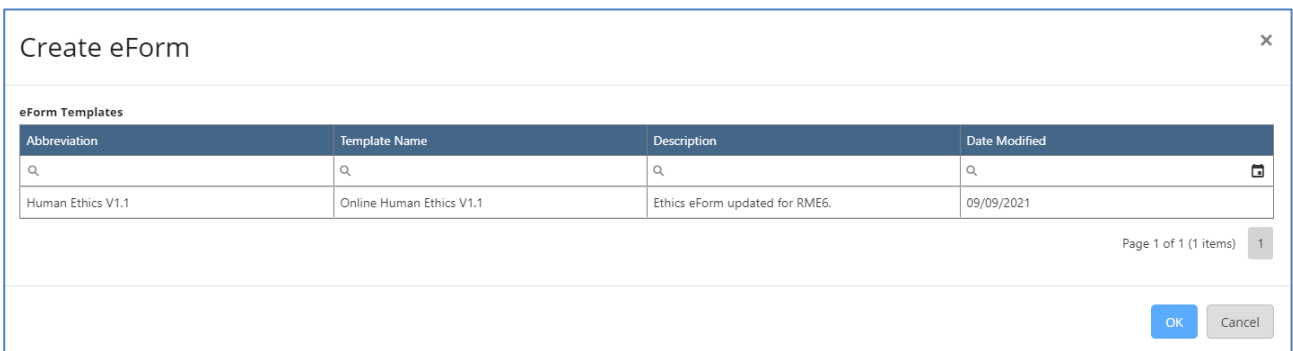 Create eForm ×
eForm Templates
Abbreviation Template Name Description Date Modified
Human Ethics V1.1 Online Human Ethics V1.1 Ethics eForm updated for RME6. 09/09/2021
Page 1 of 1 (1 items) 1
OK Cancel